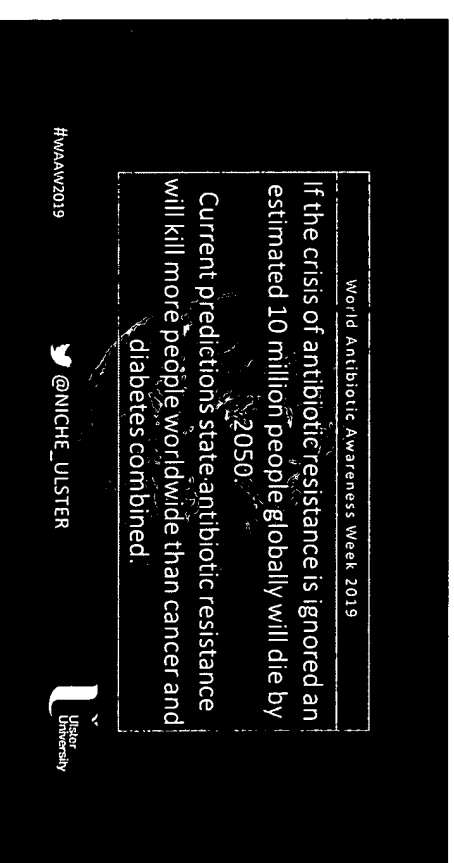 World Antibiotic Awareness Week 2019
If the crisis of antibiotic resistance is ignored an
estimated 10 million people globally will die by
2050.
Current predictions state antibiotic resistance
will kill more people worldwide than cancer and
diabetes combined.
#WAAW2019
@NICHE_ULSTER
Ulster
University